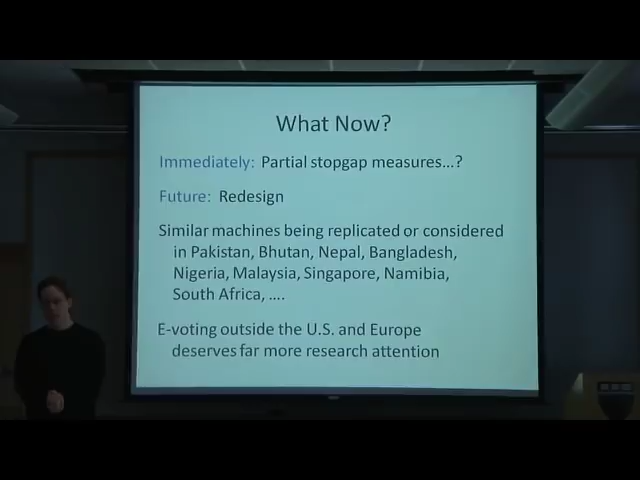 What Now?
Immediately: Partial stopgap measures...?
Future: Redesign
Similar machines being replicated or considered
in Pakistan, Bhutan, Nepal, Bangladesh,
Nigeria, Malaysia, Singapore, Namibia,
South Africa, ....
E-voting outside the U.S. and Europe
deserves far more research attention